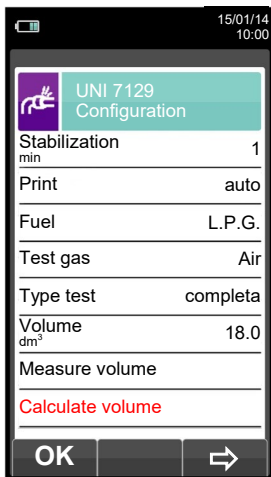 15/01/14
10:00
UNI 7129
Configuration
Stabilization
min
1
Print auto
Fuel L.P.G.
Test gas Air
Type test completa
Volume
dm³
18.0
Measure volume
Calculate volume
OK